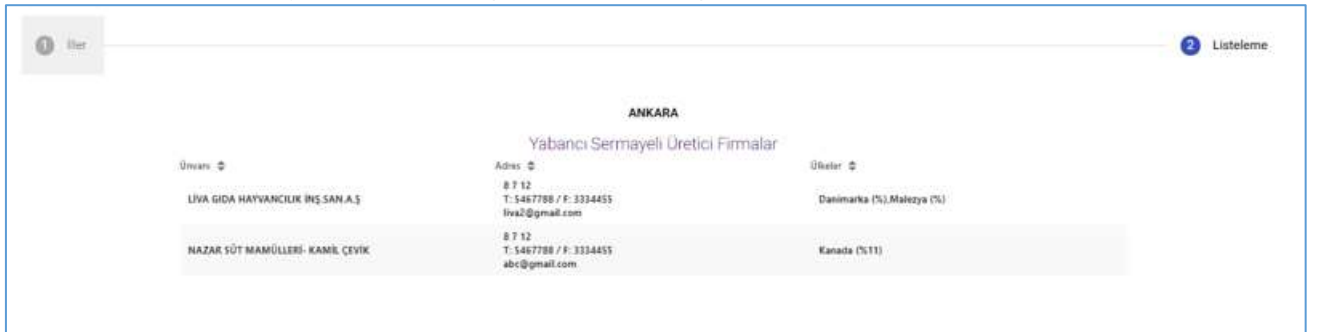 1 İller
2 Listeleme
ANKARA
Yabancı Sermayeli Üretici Firmalar
Ünvanı Adres Ülkeler
8 7 12
LİVA GIDA HAYVANCILIK İNŞ.SAN.A.Ş T: 5467788 / F: 3334455 Danimarka (%),Malezya (%)
liva2@gmail.com
8 7 12
NAZAR SÜT MAMÜLLERİ- KAMİL ÇEVİK T: 5467788 / F: 3334455 Kanada (%11)
abc@gmail.com